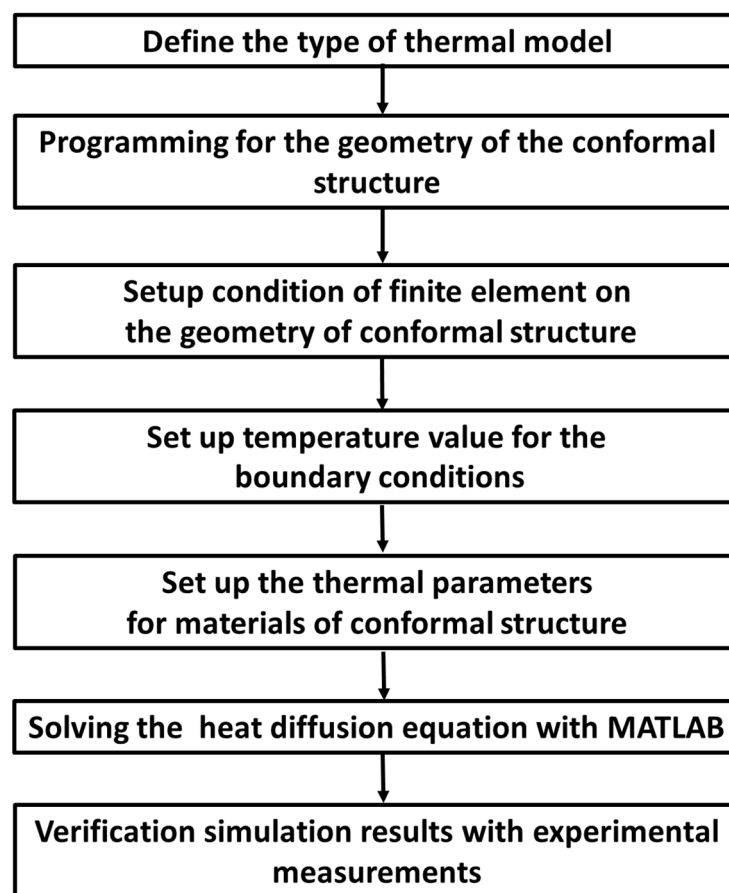 Define the type of thermal model
Programming for the geometry of the conformal
structure
Setup condition of finite element on
the geometry of conformal structure
Set up temperature value for the
boundary conditions
Set up the thermal parameters
for materials of conformal structure
Solving the heat diffusion equation with MATLAB
Verification simulation results with experimental
measurements